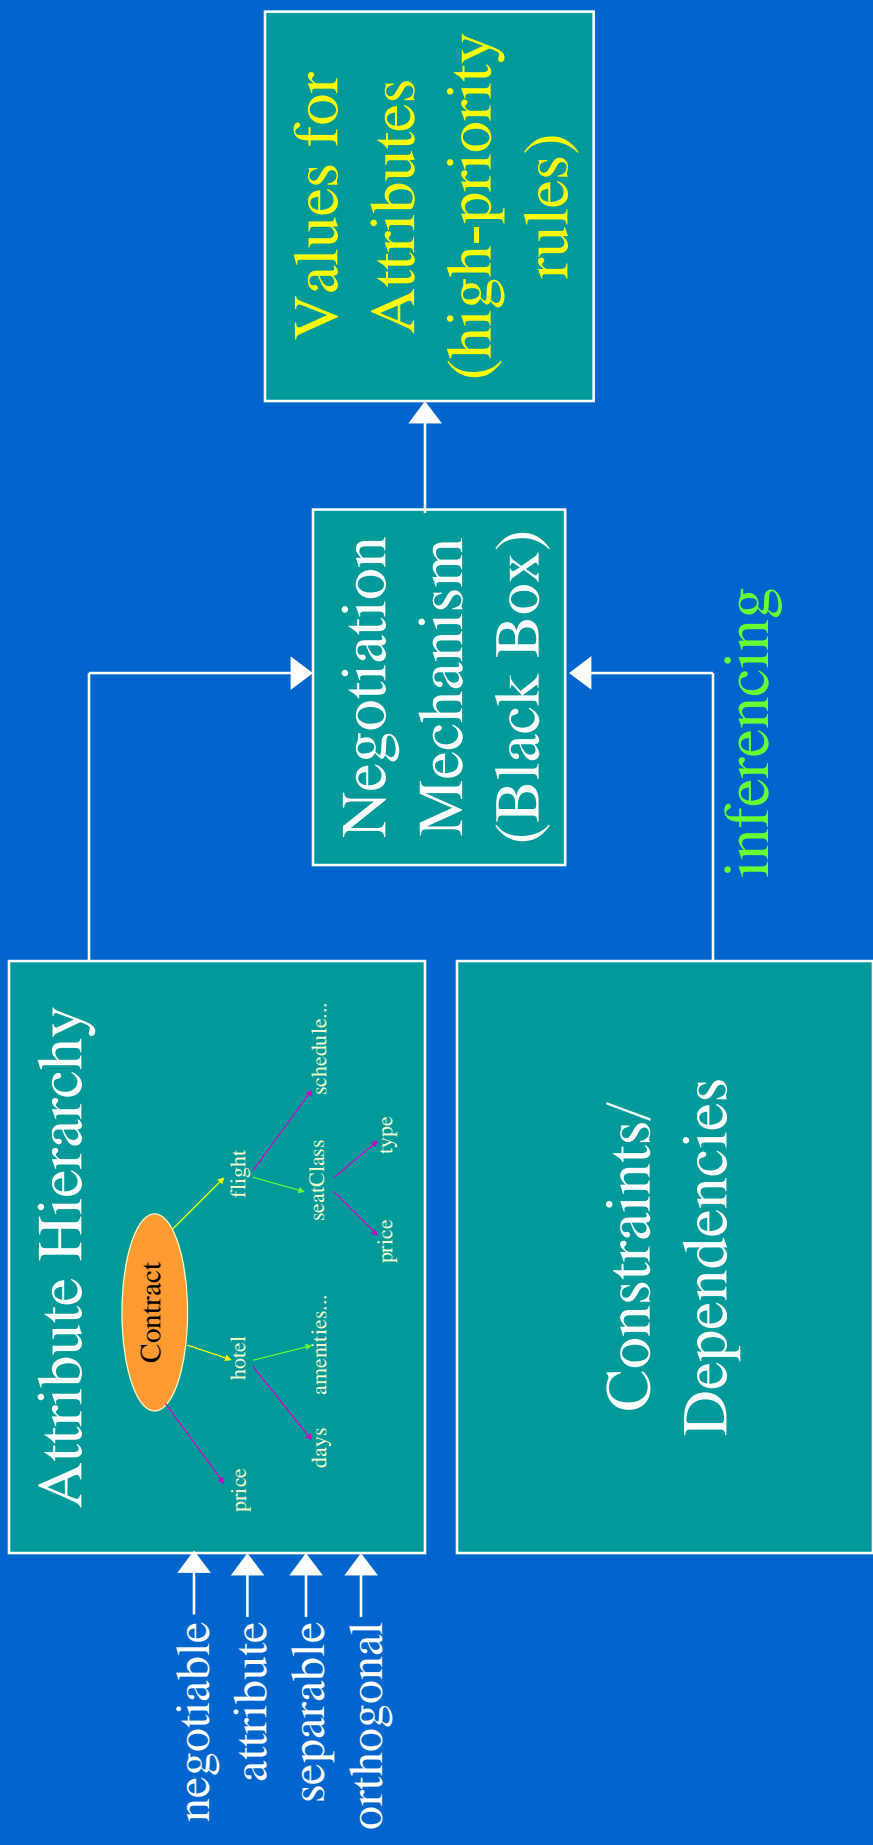 negotiable
attribute
separable
orthogonal
Attribute Hierarchy
Contract
price
hotel
flight
days
amenities...
seatClass
schedule...
price
type
Constraints/
Dependencies
inferencing
Negotiation
Mechanism
(Black Box)
Values for
Attributes
(high-priority
rules)